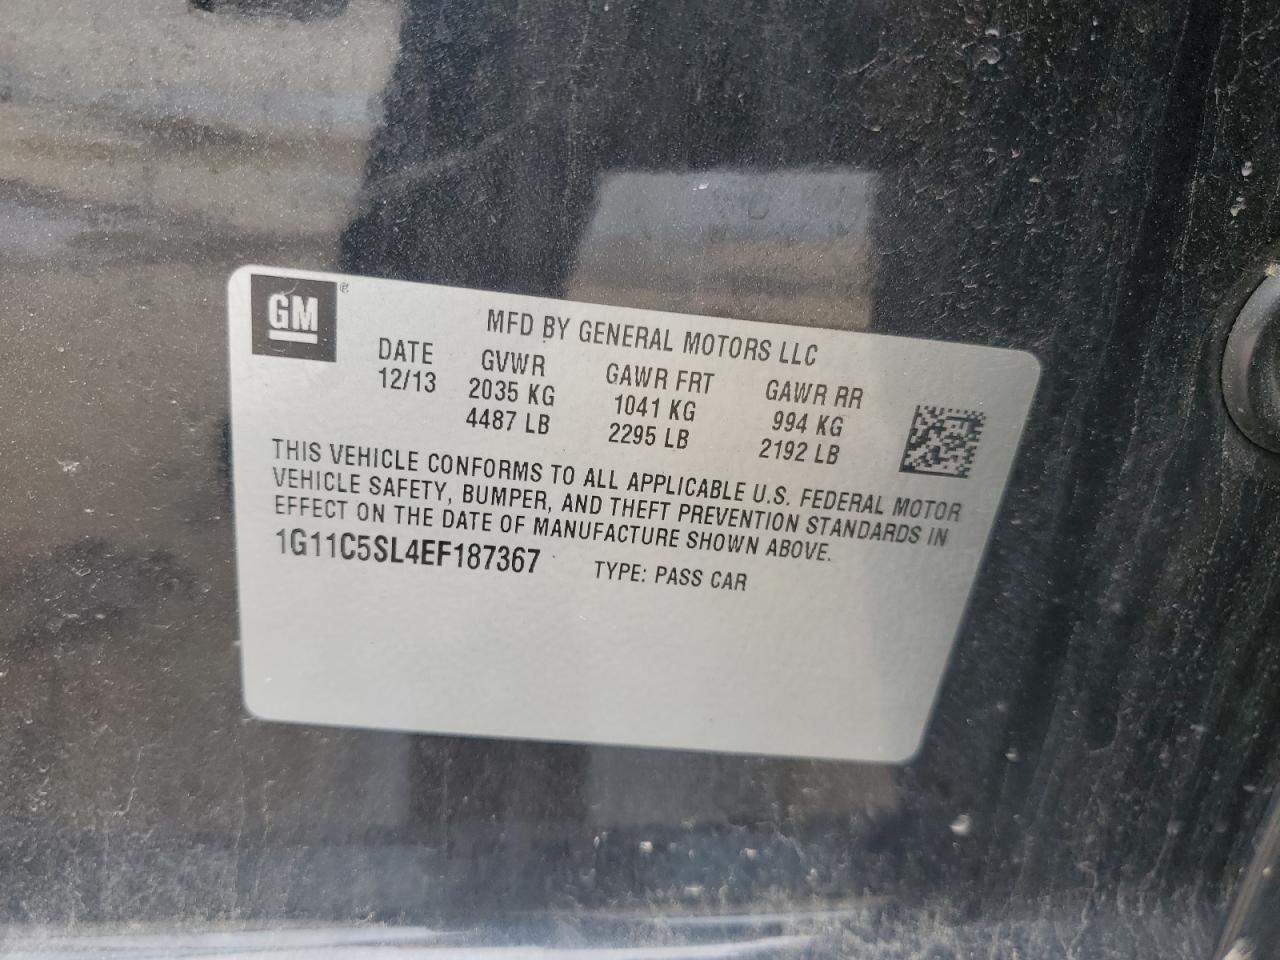 GM®
MFD BY GENERAL MOTORS LLC
DATE GVWR GAWR FRT GAWR RR
12/13 2035 KG 1041 KG 994 KG
4487 LB 2295 LB 2192 LB
THIS VEHICLE CONFORMS TO ALL APPLICABLE U.S. FEDERAL MOTOR
VEHICLE SAFETY, BUMPER, AND THEFT PREVENTION STANDARDS IN
EFFECT ON THE DATE OF MANUFACTURE SHOWN ABOVE.
1G11C5SL4EF187367 TYPE: PASS CAR